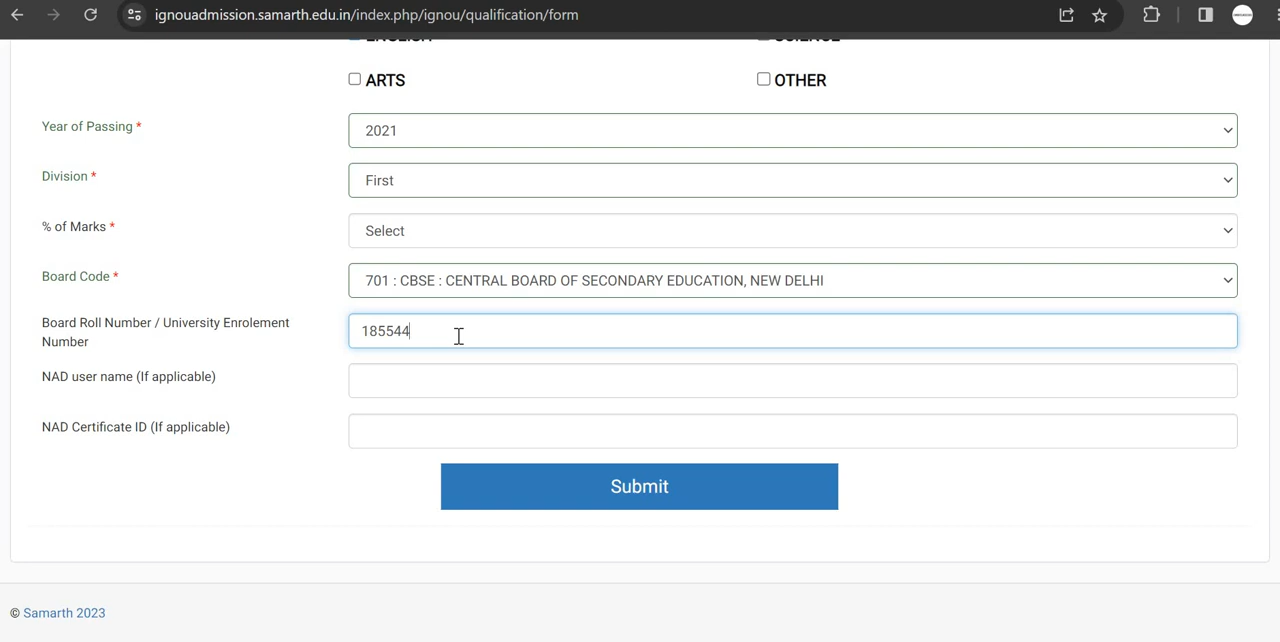 ignouadmission.samarth.edu.in/index.php/ignou/qualification/form
ENGLISH SCIENCE
ARTS OTHER
Year of Passing * 2021
Division * First
% of Marks * Select
Board Code * 701 : CBSE : CENTRAL BOARD OF SECONDARY EDUCATION, NEW DELHI
Board Roll Number / University Enrolement
Number
185544
NAD user name (If applicable)
NAD Certificate ID (If applicable)
Submit
© Samarth 2023